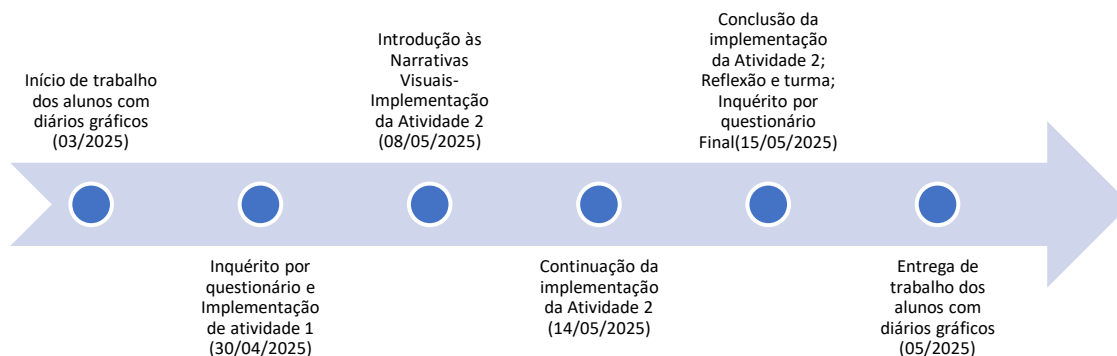 Início de trabalho
dos alunos com
diários gráficos
(03/2025)
Inquérito por
questionário e
Implementação
de atividade 1
(30/04/2025)
Introdução às
Narrativas
Visuais-
Implementação
da Atividade 2
(08/05/2025)
Continuação da
implementação
da Atividade 2
(14/05/2025)
Conclusão da
implementação
da Atividade 2;
Reflexão e turma;
Inquérito por
questionário
Final(15/05/2025)
Entrega de
trabalho dos
alunos com
diários gráficos
(05/2025)